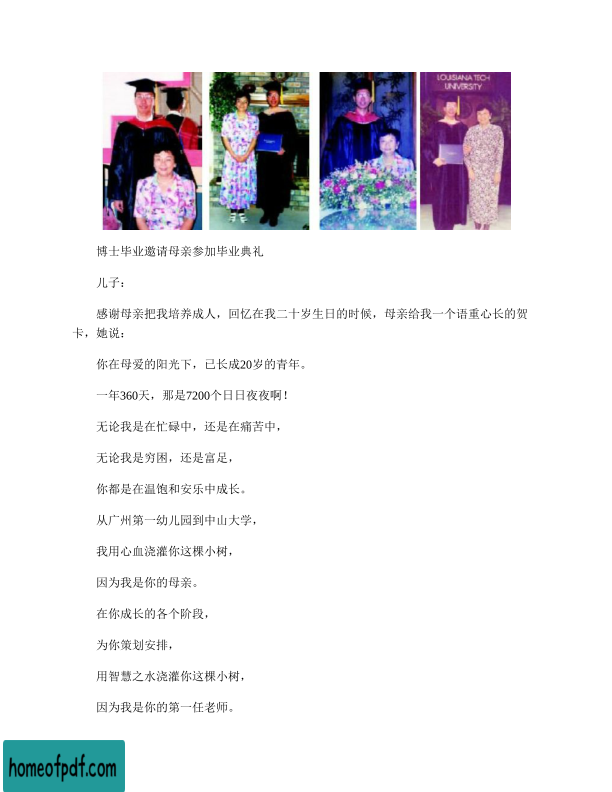 LOUISIANA TECH
UNIVERSITY
博士毕业邀请母亲参加毕业典礼
儿子：
感谢母亲把我培养成人，回忆在我二十岁生日的时候，母亲给我一个语重心长的贺
卡，她说：
你在母爱的阳光下，已长成20岁的青年。
一年360天，那是7200个日日夜夜啊！
无论我是在忙碌中，还是在痛苦中，
无论我是穷困，还是富足，
你都是在温饱和安乐中成长。
从广州第一幼儿园到中山大学，
我用心血浇灌你这棵小树，
因为我是你的母亲。
在你成长的各个阶段，
为你策划安排，
用智慧之水浇灌你这棵小树，
因为我是你的第一任老师。
homeofpdf.com